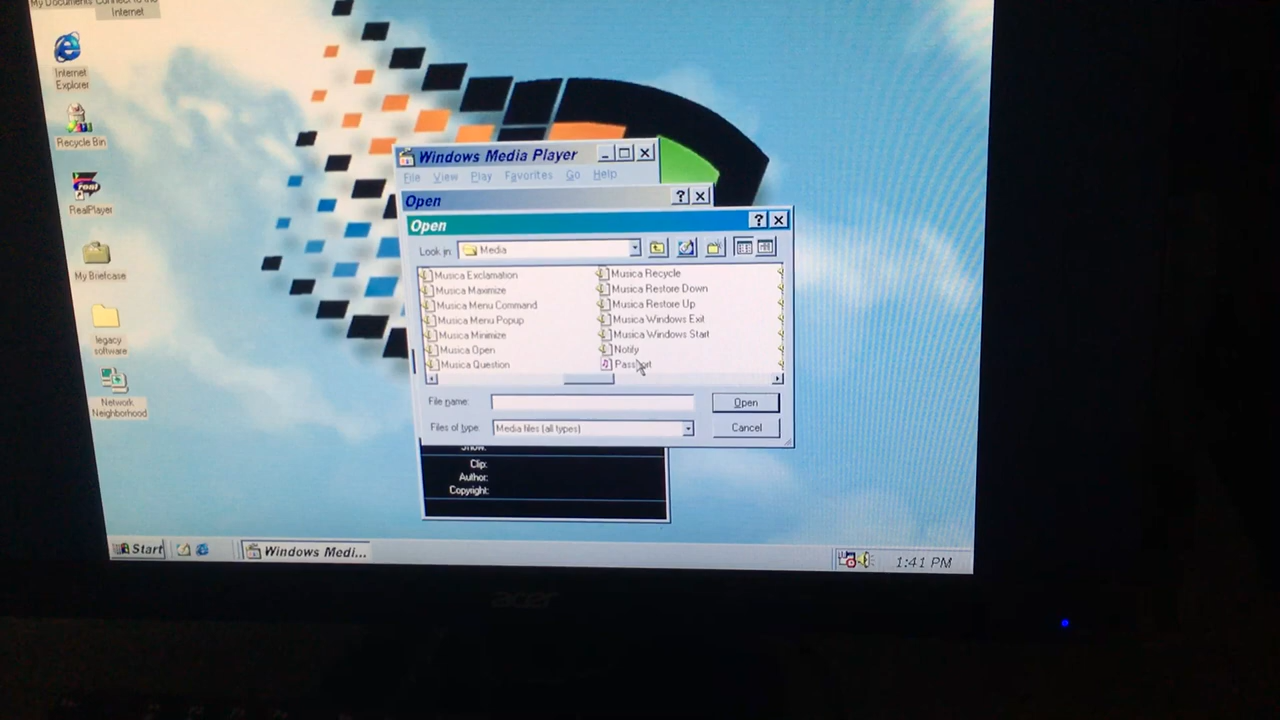 My Documents Connect to the
Internet
Internet
Explorer
Recycle Bin
real
RealPlayer
My Briefcase
legacy
software
Network
Neighborhood
Windows Media Player
File View Play Favorites Go Help
Open
Open
Look in: Media
Musica Exclamation
Musica Maximize
Musica Menu Command
Musica Menu Popup
Musica Minimize
Musica Open
Musica Question
Musica Recycle
Musica Restore Down
Musica Restore Up
Musica Windows Exit
Musica Windows Start
Notify
Passport
File name:
Open
Files of type: Media files (all types)
Cancel
Show:
Clip:
Author:
Copyright:
Start
Windows Medi...
1:41 PM
acer